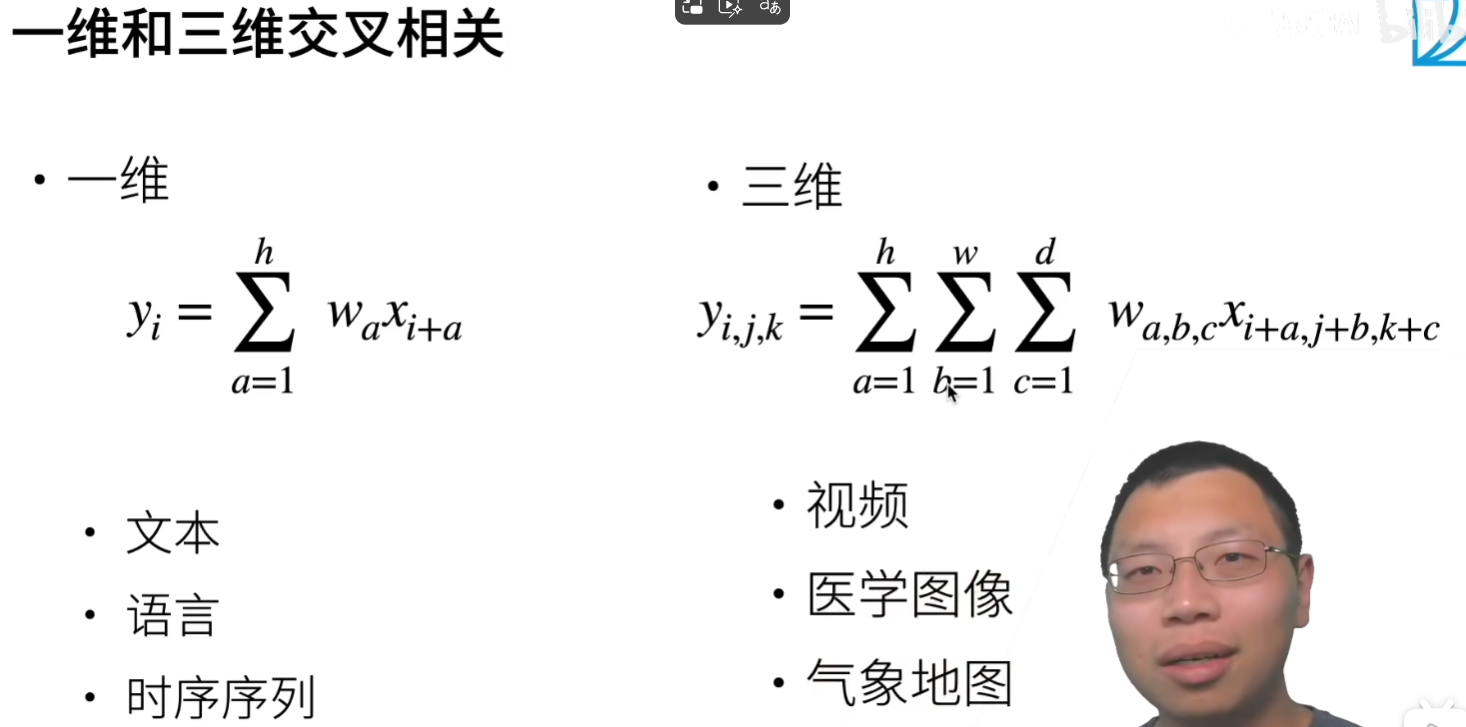 一维和三维交叉相关
• 一维
y_i = \sum_{a=1}^{h} w_a x_{i+a}
• 文本
• 语言
• 时序序列
• 三维
y_{i,j,k} = \sum_{a=1}^{h} \sum_{b=1}^{w} \sum_{c=1}^{d} w_{a,b,c} x_{i+a,j+b,k+c}
• 视频
• 医学图像
• 气象地图